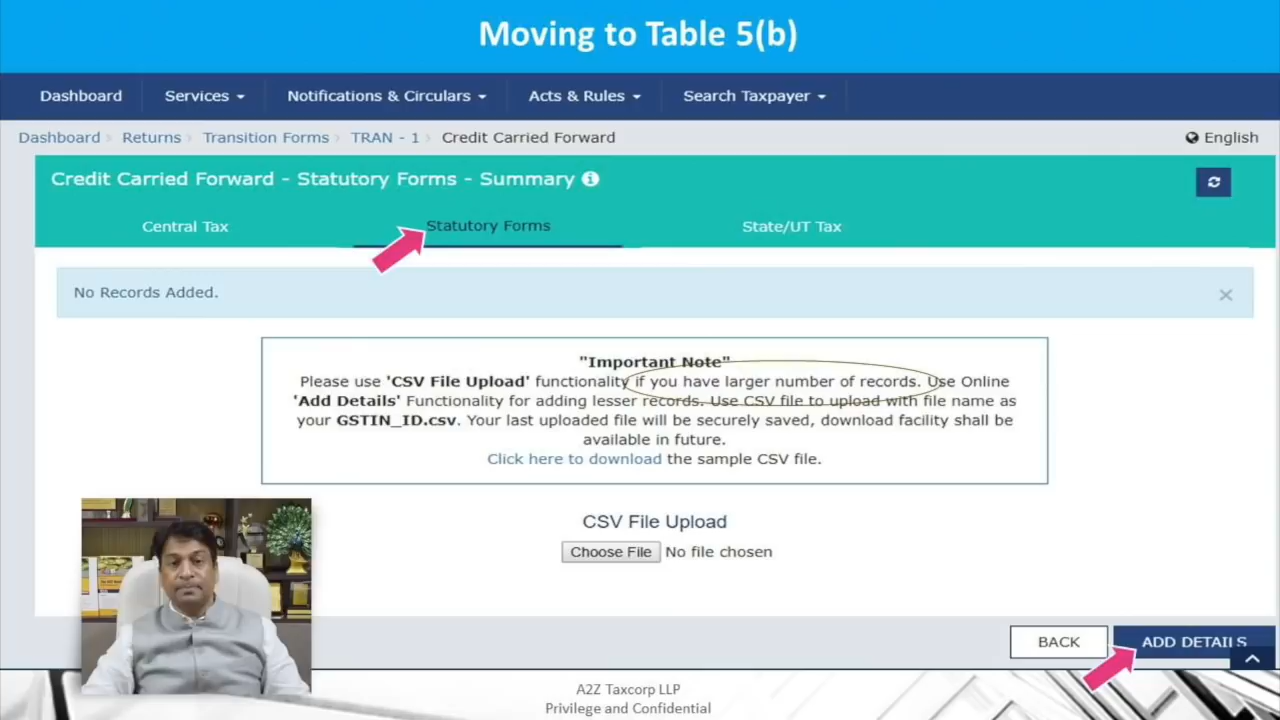 Moving to Table 5(b)
Dashboard Services Notifications & Circulars Acts & Rules Search Taxpayer
Dashboard Returns Transition Forms TRAN - 1 Credit Carried Forward English
Credit Carried Forward - Statutory Forms - Summary
Central Tax Statutory Forms State/UT Tax
No Records Added.
"Important Note"
Please use 'CSV File Upload' functionality if you have larger number of records. Use Online
'Add Details' Functionality for adding lesser records. Use CSV file to upload with file name as
your GSTIN_ID.csv. Your last uploaded file will be securely saved, download facility shall be
available in future.
Click here to download the sample CSV file.
CSV File Upload
Choose File No file chosen
BACK ADD DETAILS
A2Z Taxcorp LLP
Privilege and Confidential